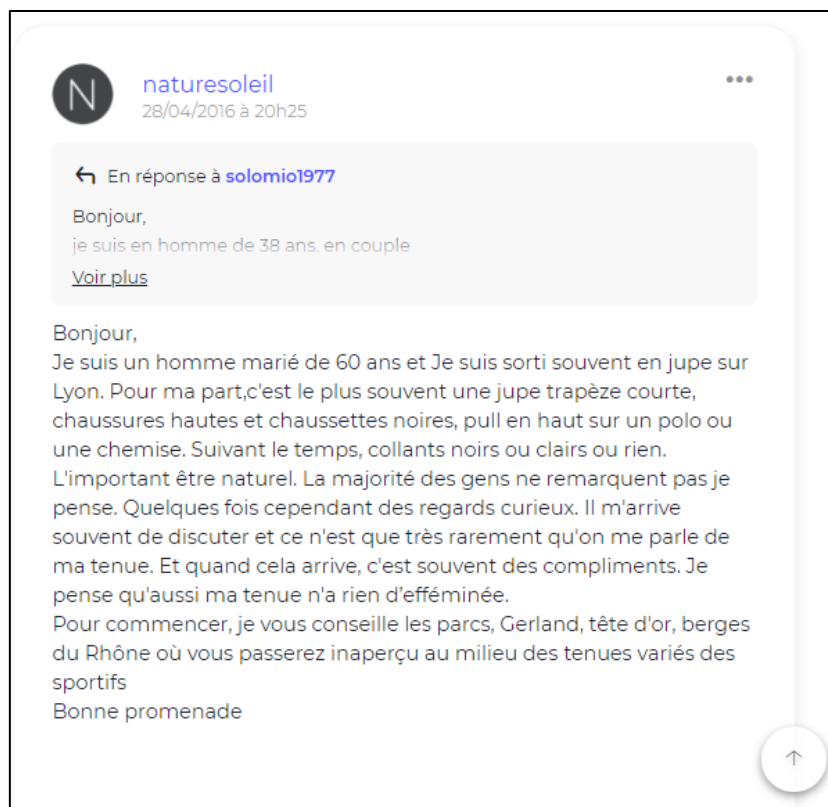 N
naturesoleil
28/04/2016 à 20h25
En réponse à solomio1977
Bonjour,
je suis en homme de 38 ans. en couple
Voir plus
Bonjour,
Je suis un homme marié de 60 ans et Je suis sorti souvent en jupe sur
Lyon. Pour ma part,c'est le plus souvent une jupe trapèze courte,
chaussures hautes et chaussettes noires, pull en haut sur un polo ou
une chemise. Suivant le temps, collants noirs ou clairs ou rien.
L'important être naturel. La majorité des gens ne remarquent pas je
pense. Quelques fois cependant des regards curieux. Il m'arrive
souvent de discuter et ce n'est que très rarement qu'on me parle de
ma tenue. Et quand cela arrive, c'est souvent des compliments. Je
pense qu'aussi ma tenue n'a rien d’efféminée.
Pour commencer, je vous conseille les parcs, Gerland, tête d'or, berges
du Rhône où vous passerez inaperçu au milieu des tenues variés des
sportifs
Bonne promenade